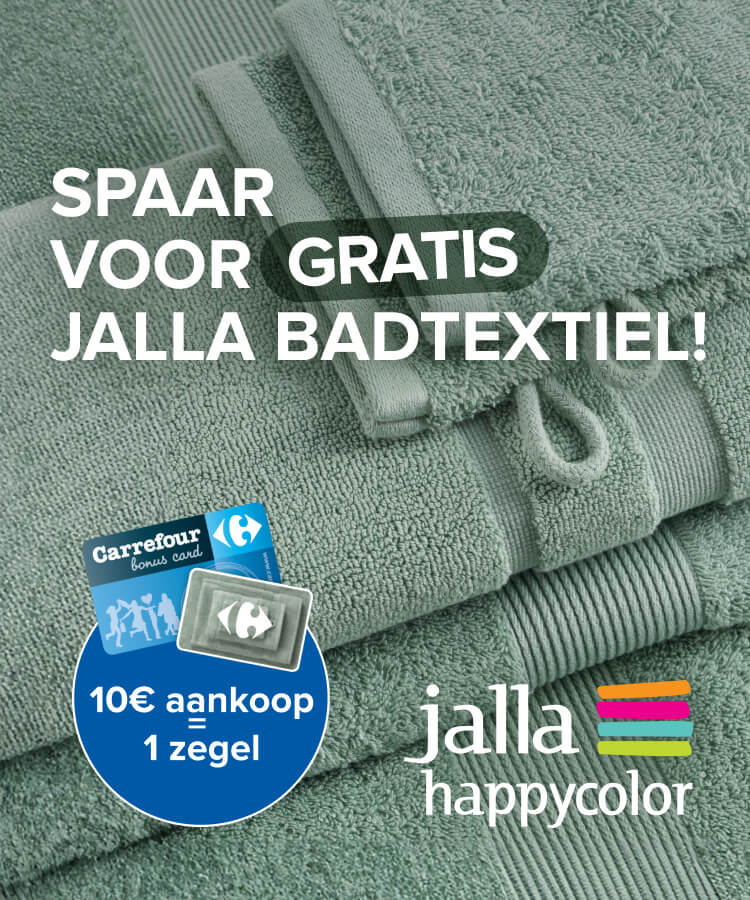 SPAAR
VOOR GRATIS
JALLA BADTEXTIEL!
Carrefour
bonus card
10€ aankoop
=
1 zegel
jalla
happycolor